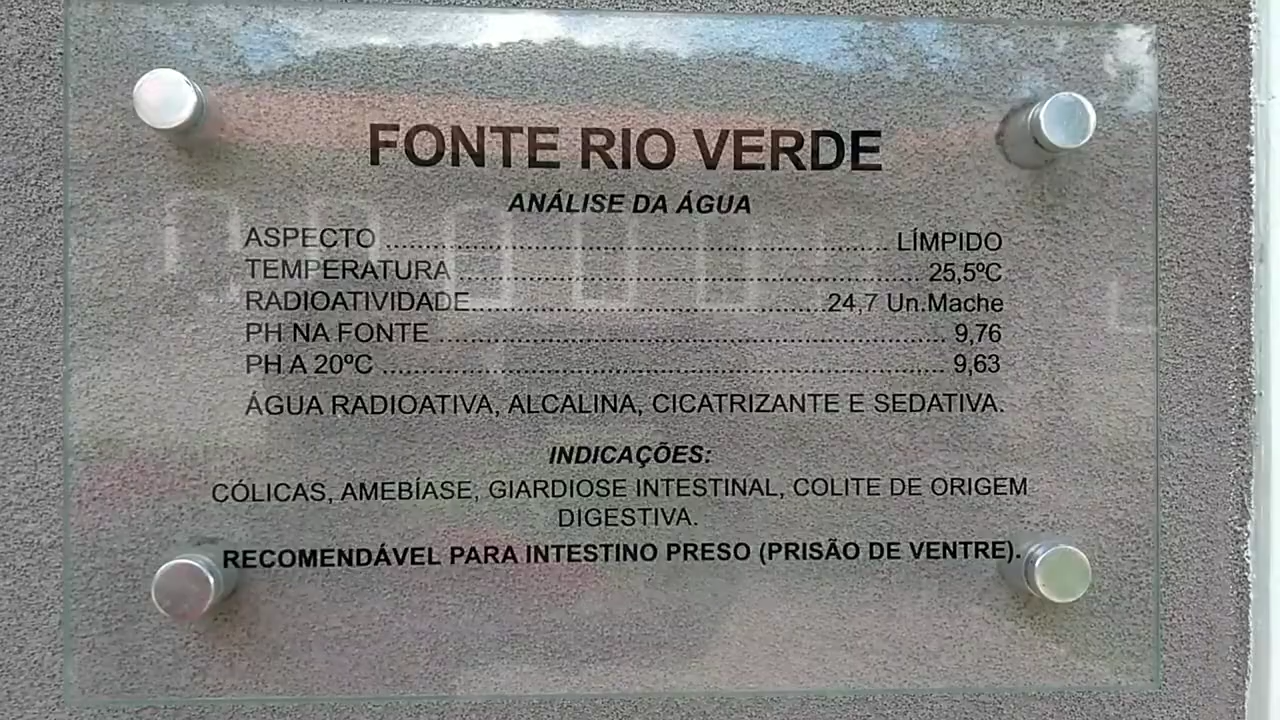 FONTE RIO VERDE
ANÁLISE DA ÁGUA
ASPECTO ........................................................................ LÍMPIDO
TEMPERATURA ................................................................. 25,5ºC
RADIOATIVIDADE...................................................24,7 Un.Mache
PH NA FONTE ........................................................................ 9,76
PH A 20ºC ................................................................................ 9,63
ÁGUA RADIOATIVA, ALCALINA, CICATRIZANTE E SEDATIVA.
INDICAÇÕES:
CÓLICAS, AMEBÍASE, GIARDIOSE INTESTINAL, COLITE DE ORIGEM
DIGESTIVA.
RECOMENDÁVEL PARA INTESTINO PRESO (PRISÃO DE VENTRE).